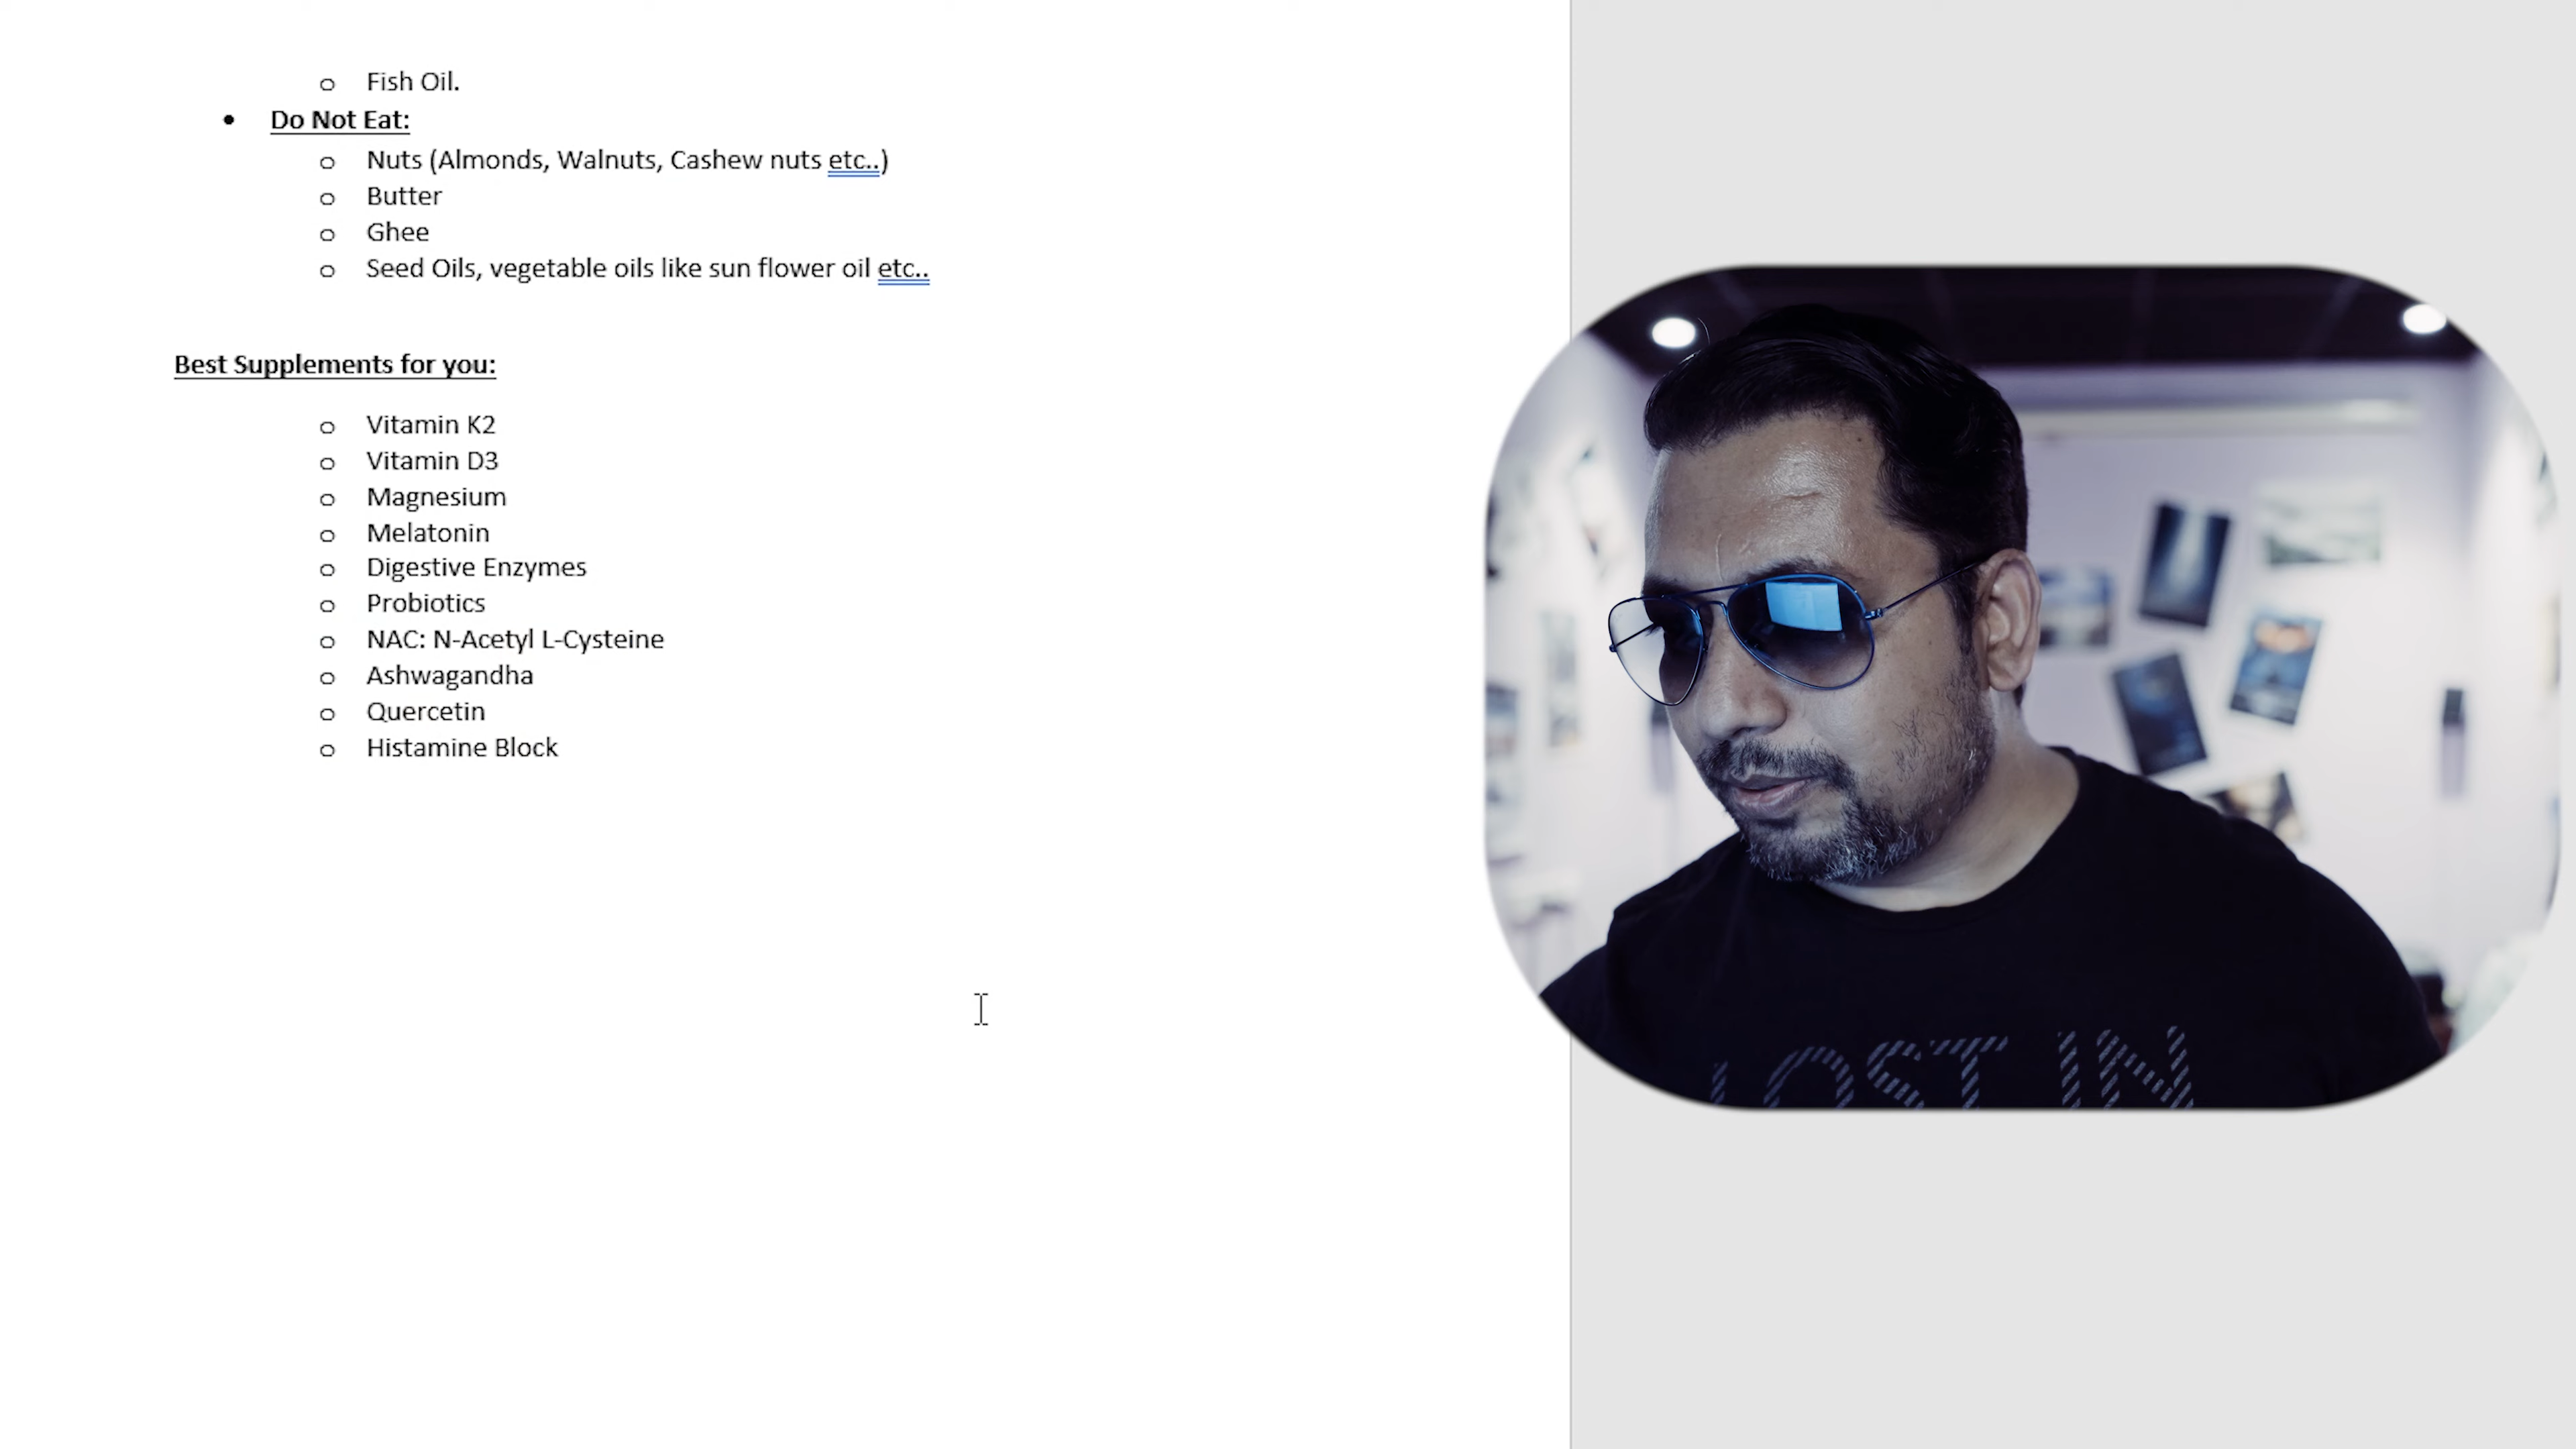 Fish Oil.
Do Not Eat:
Nuts (Almonds, Walnuts, Cashew nuts etc..)
Butter
Ghee
Seed Oils, vegetable oils like sun flower oil etc..
Best Supplements for you:
Vitamin K2
Vitamin D3
Magnesium
Melatonin
Digestive Enzymes
Probiotics
NAC: N-Acetyl L-Cysteine
Ashwagandha
Quercetin
Histamine Block
LOST IN